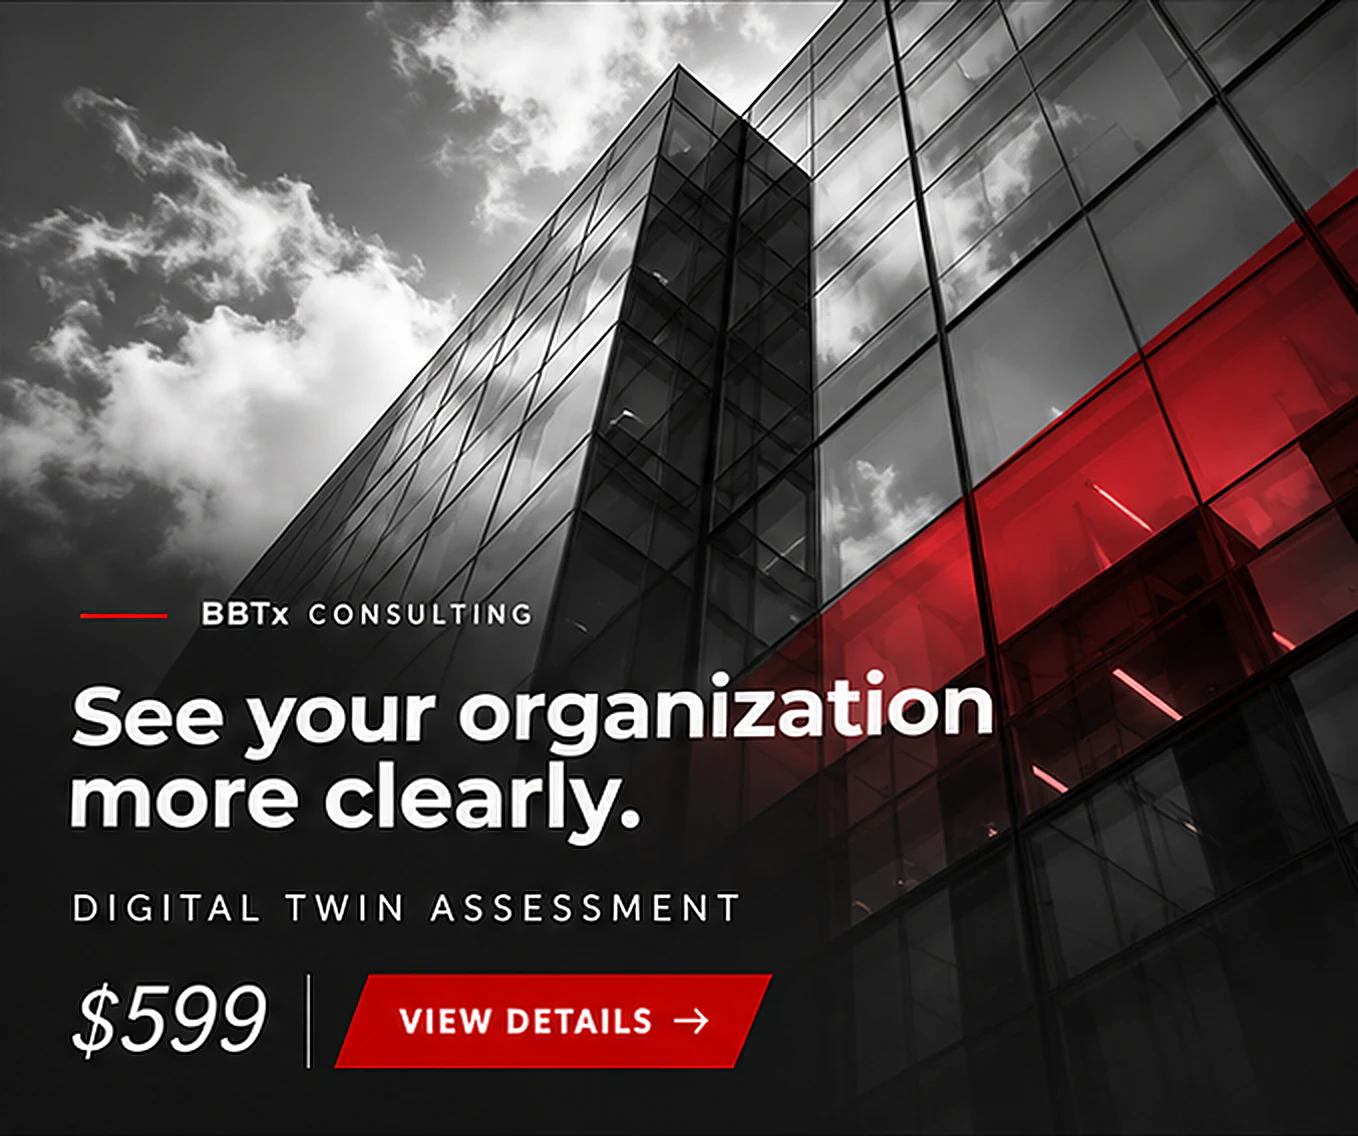 BBTx CONSULTING
See your organization
more clearly.
DIGITAL TWIN ASSESSMENT
$599
VIEW DETAILS →